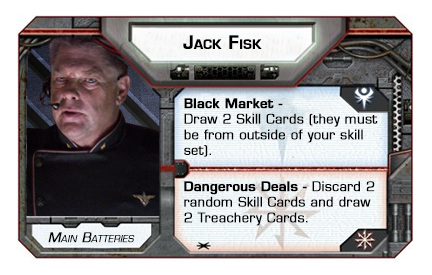 Jack Fisk
Black Market -
Draw 2 Skill Cards (they must
be from outside of your skill
set).
Dangerous Deals - Discard 2
random Skill Cards and draw
2 Treachery Cards.
Main Batteries